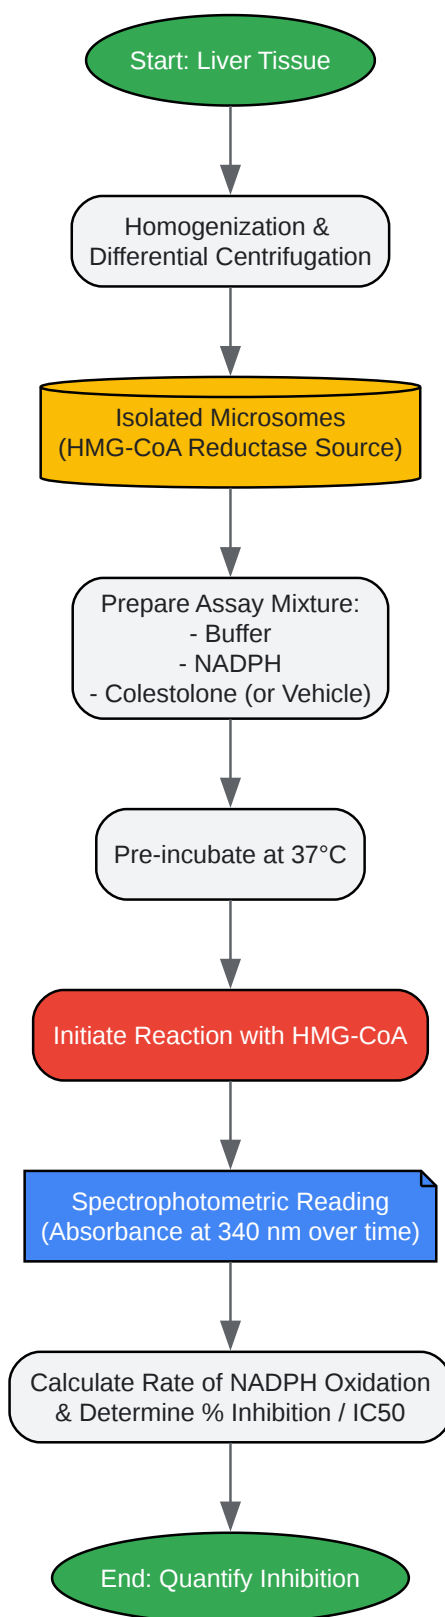 Start: Liver Tissue
Homogenization &
Differential Centrifugation
Isolated Microsomes
(HMG-CoA Reductase Source)
Prepare Assay Mixture:
- Buffer
- NADPH
- Colestolone (or Vehicle)
Pre-incubate at 37°C
Initiate Reaction with HMG-CoA
Spectrophotometric Reading
(Absorbance at 340 nm over time)
Calculate Rate of NADPH Oxidation
& Determine % Inhibition / IC50
End: Quantify Inhibition